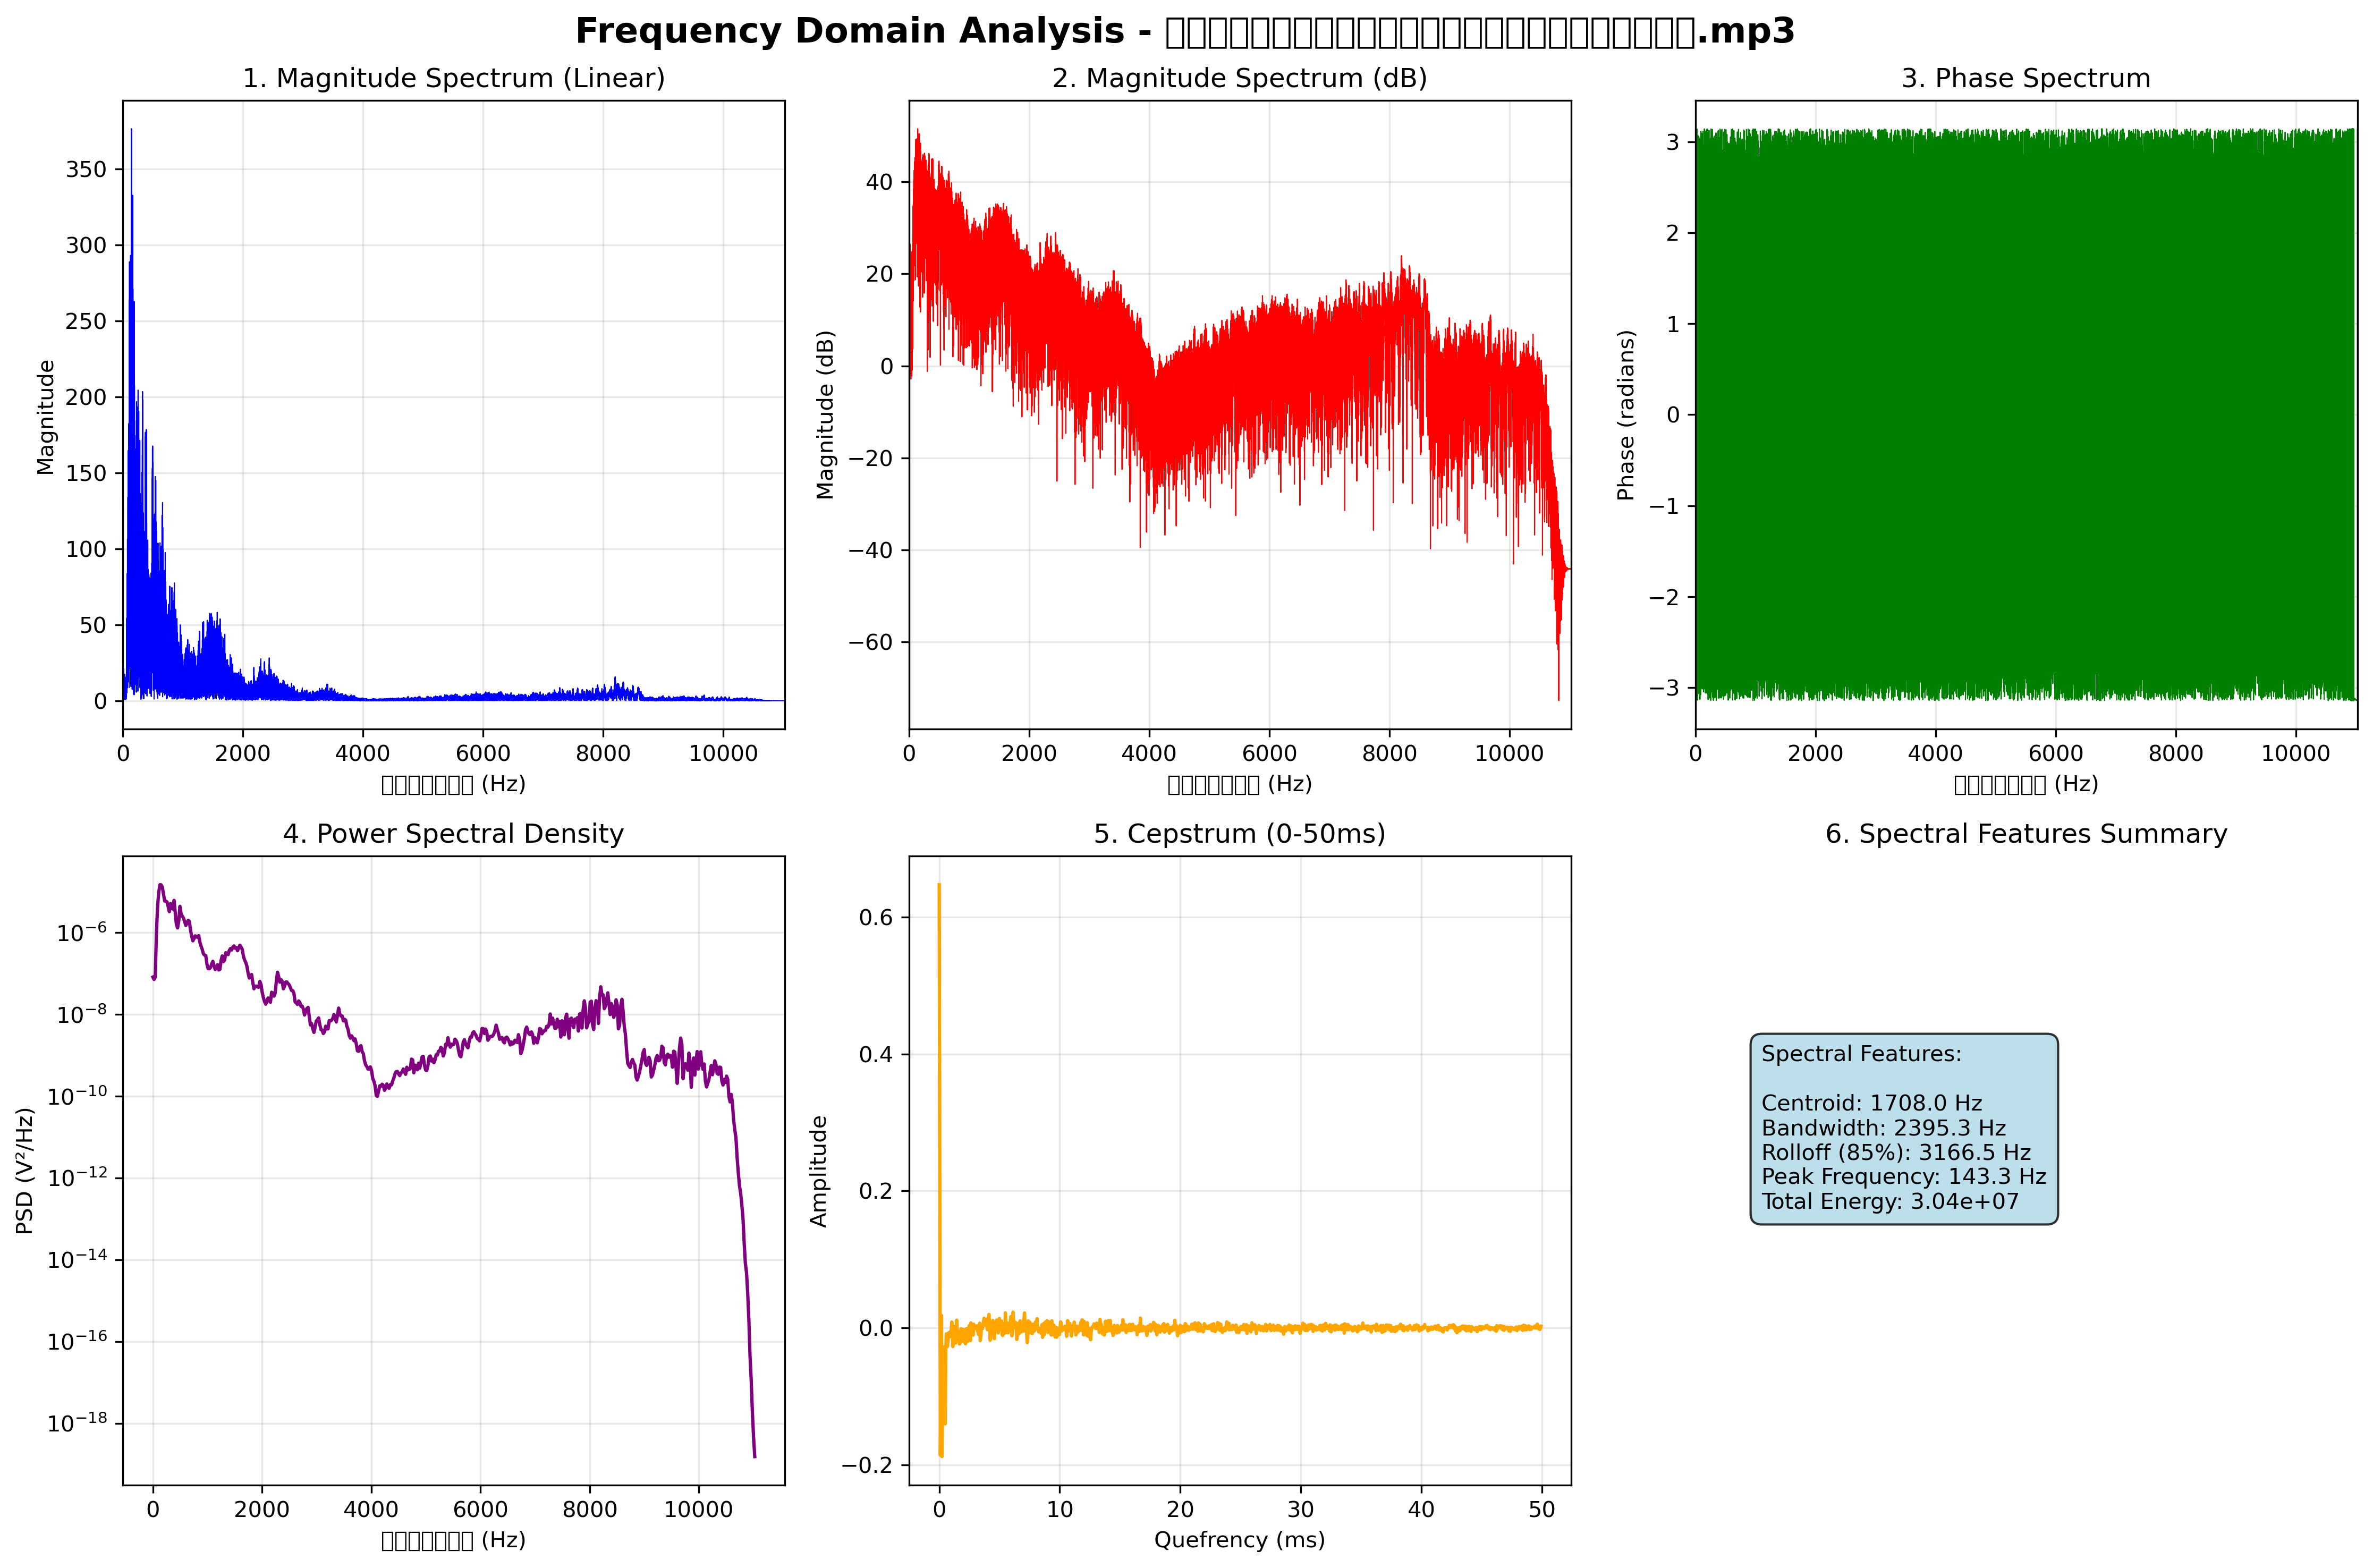 Frequency Domain Analysis - .mp3
1. Magnitude Spectrum (Linear)
Magnitude
350
300
250
200
150
100
50
0
0 2000 4000 6000 8000 10000
(Hz)
2. Magnitude Spectrum (dB)
Magnitude (dB)
40
20
0
−20
−40
−60
0 2000 4000 6000 8000 10000
(Hz)
3. Phase Spectrum
Phase (radians)
3
2
1
0
−1
−2
−3
0 2000 4000 6000 8000 10000
(Hz)
4. Power Spectral Density
PSD (V²/Hz)
10⁻⁶
10⁻⁸
10⁻¹⁰
10⁻¹²
10⁻¹⁴
10⁻¹⁶
10⁻¹⁸
0 2000 4000 6000 8000 10000
(Hz)
5. Cepstrum (0-50ms)
Amplitude
0.6
0.4
0.2
0.0
−0.2
0 10 20 30 40 50
Quefrency (ms)
6. Spectral Features Summary
Spectral Features:
Centroid: 1708.0 Hz
Bandwidth: 2395.3 Hz
Rolloff (85%): 3166.5 Hz
Peak Frequency: 143.3 Hz
Total Energy: 3.04e+07